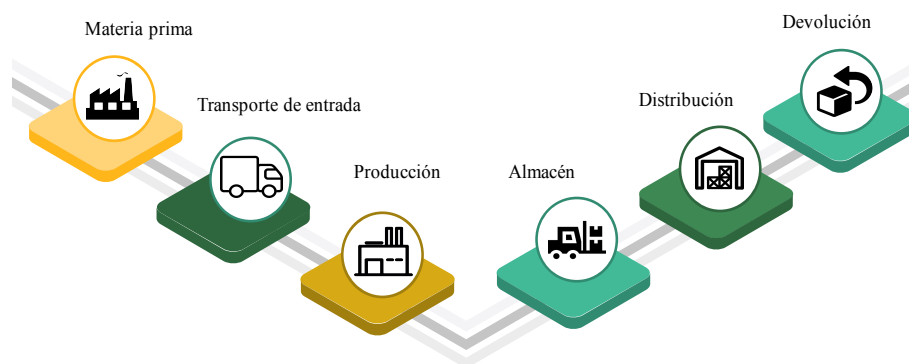 Materia prima
Transporte de entrada
Producción
Almacén
Distribución
Devolución